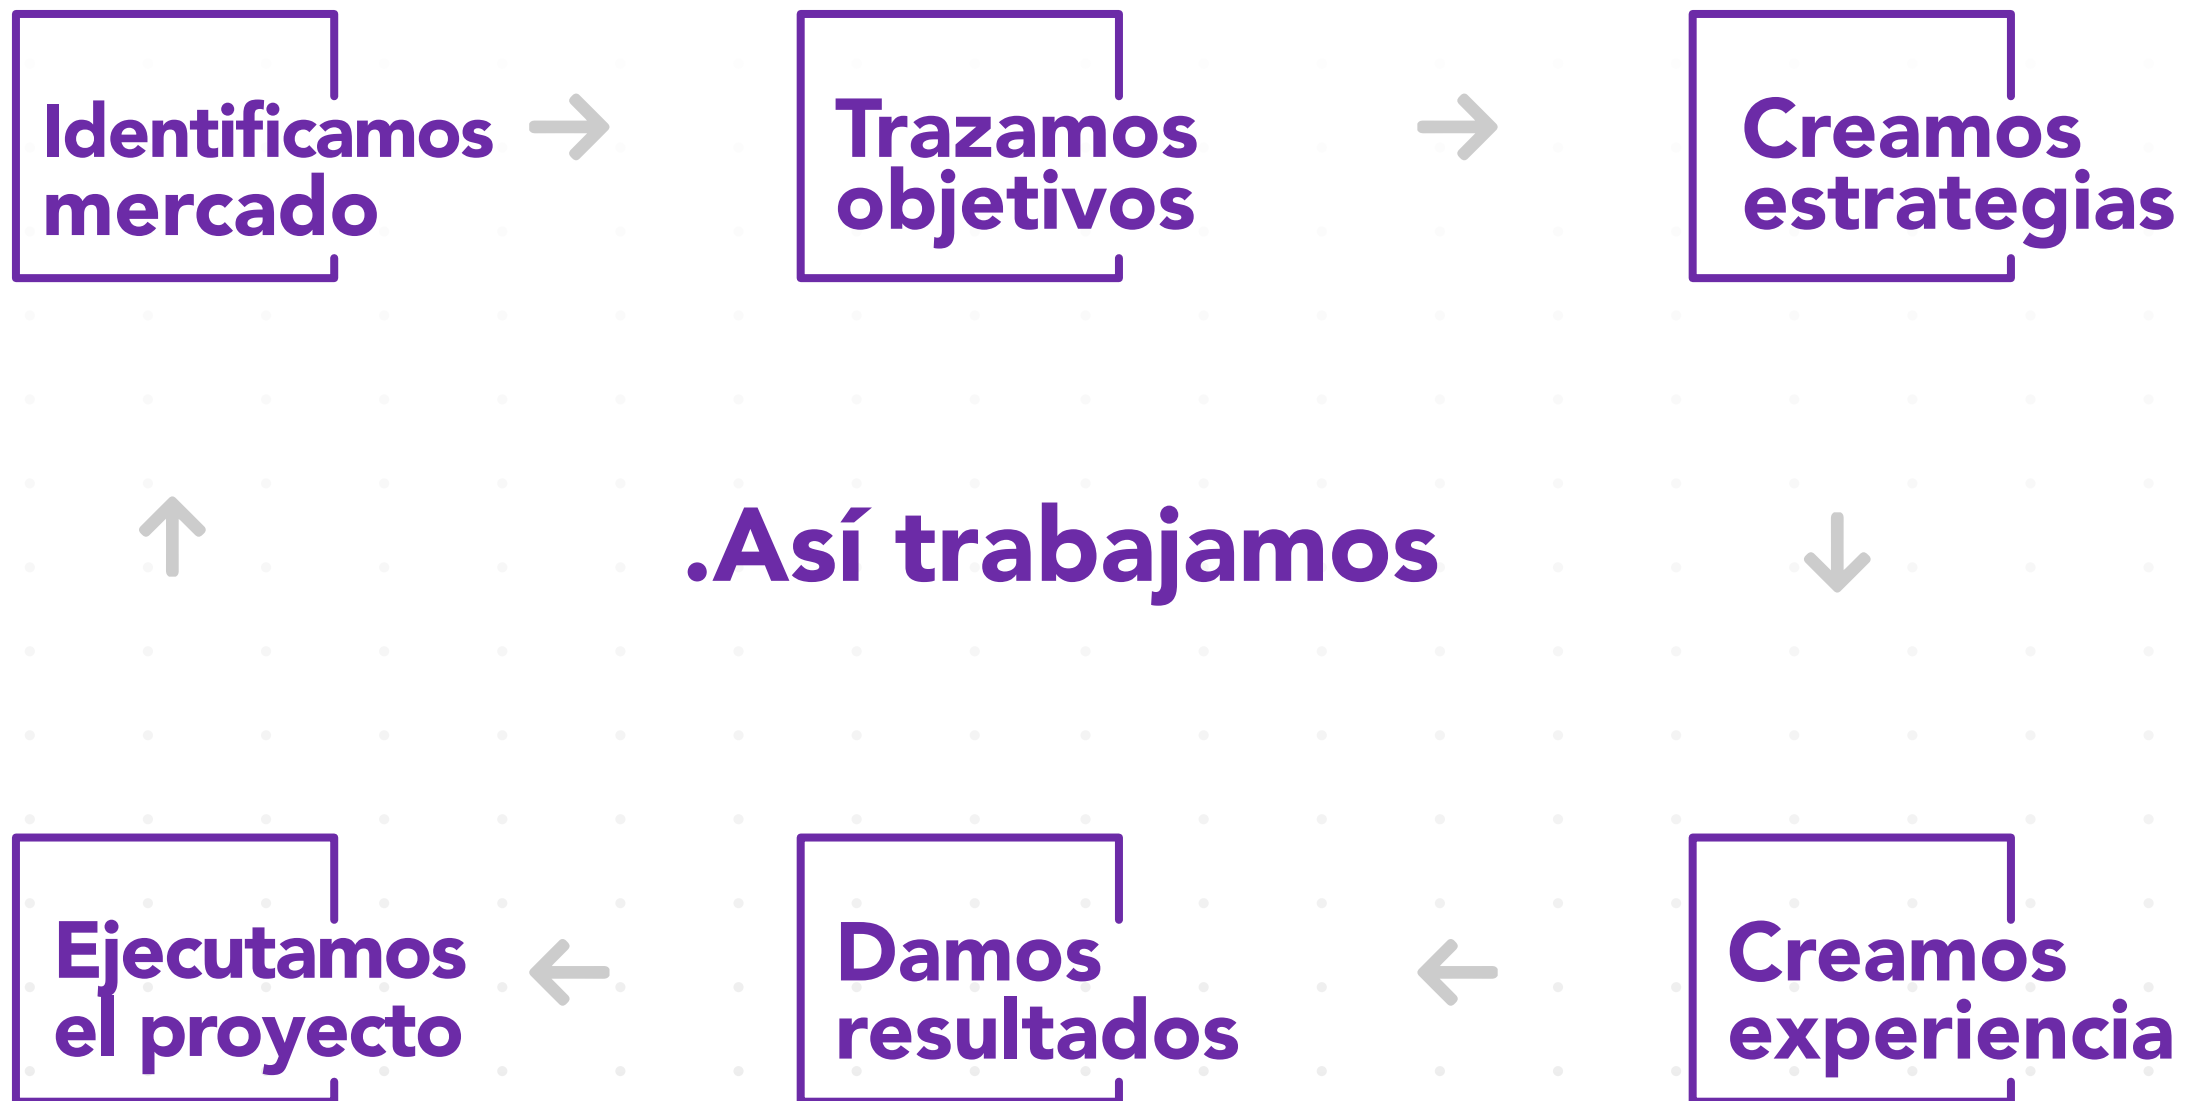 Identificamos
mercado
Trazamos
objetivos
Creamos
estrategias
.Así trabajamos
Ejecutamos
el proyecto
Damos
resultados
Creamos
experiencia